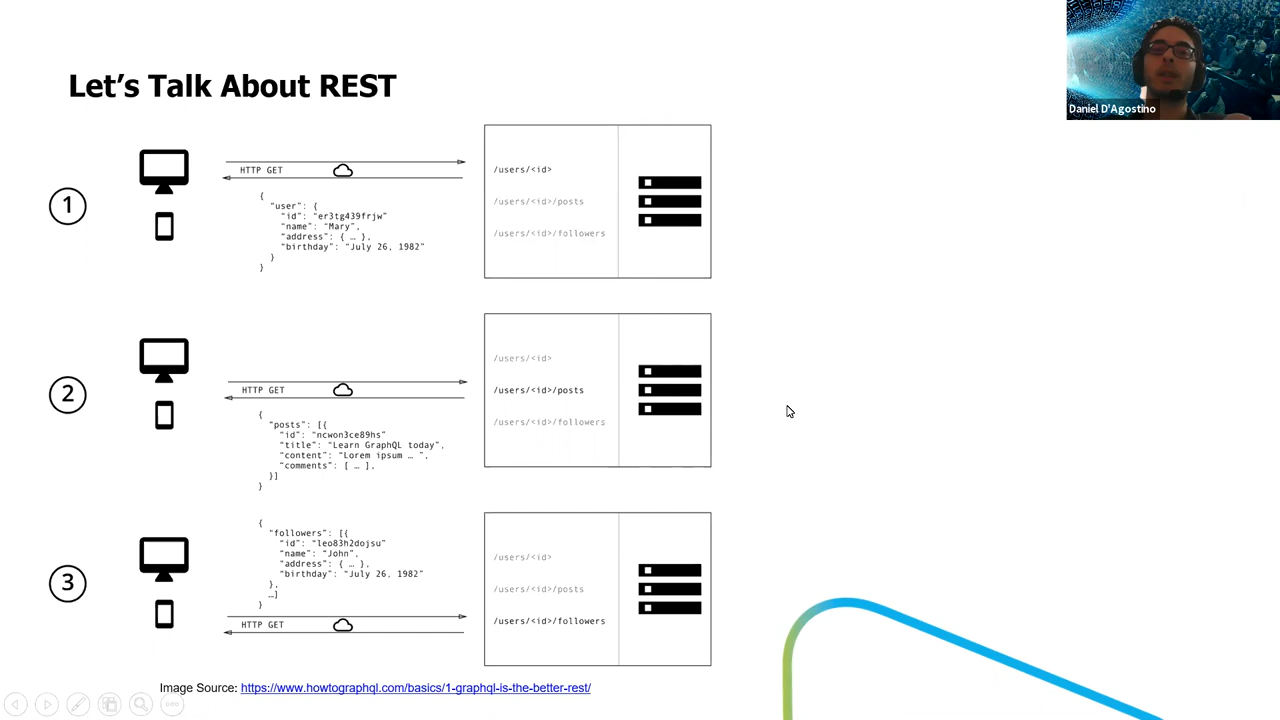 Let's Talk About REST
Daniel D'Agostino
1
HTTP GET
{
"user": {
"id": "er3tg439frjw"
"name": "Mary",
"address": { … },
"birthday": "July 26, 1982"
}
}
/users/<id>
/users/<id>/posts
/users/<id>/followers
2
HTTP GET
{
"posts": [{
"id": "ncwon3ce89hs"
"title": "Learn GraphQL today",
"content": "Lorem ipsum … ",
"comments": [ … ],
}]
}
/users/<id>
/users/<id>/posts
/users/<id>/followers
3
{
"followers": [{
"id": "leo83h2dojsu"
"name": "John",
"address": { … },
"birthday": "July 26, 1982"
},
…]
}
HTTP GET
/users/<id>
/users/<id>/posts
/users/<id>/followers
Image Source: https://www.howtographql.com/basics/1-graphql-is-the-better-rest/